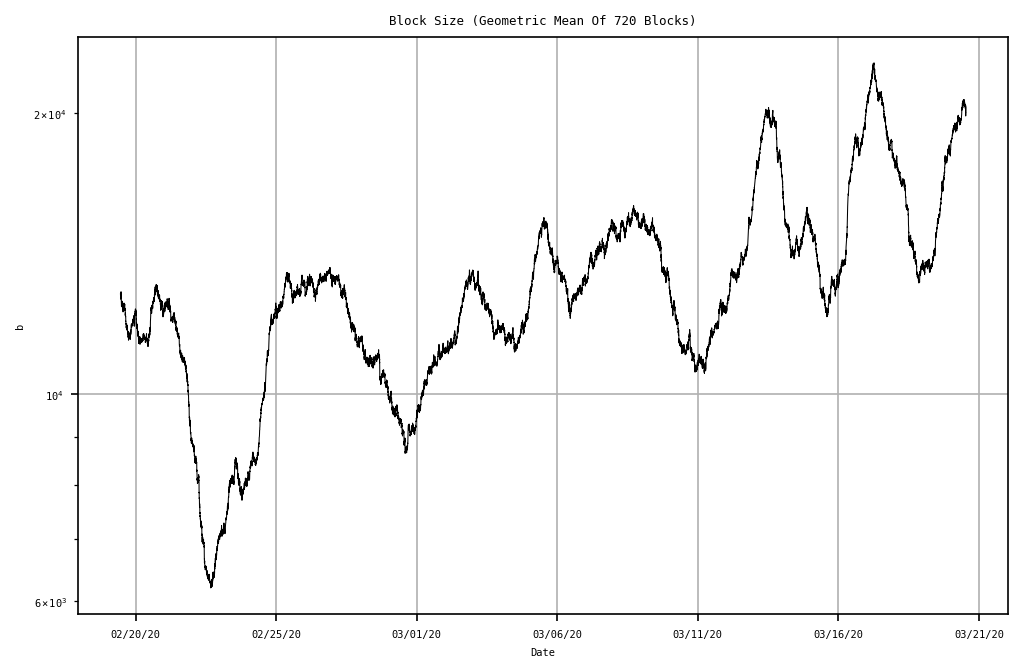 Block Size (Geometric Mean Of 720 Blocks)
2×10⁴
b
10⁴
6×10³
02/20/20 02/25/20 03/01/20 03/06/20 03/11/20 03/16/20 03/21/20
Date